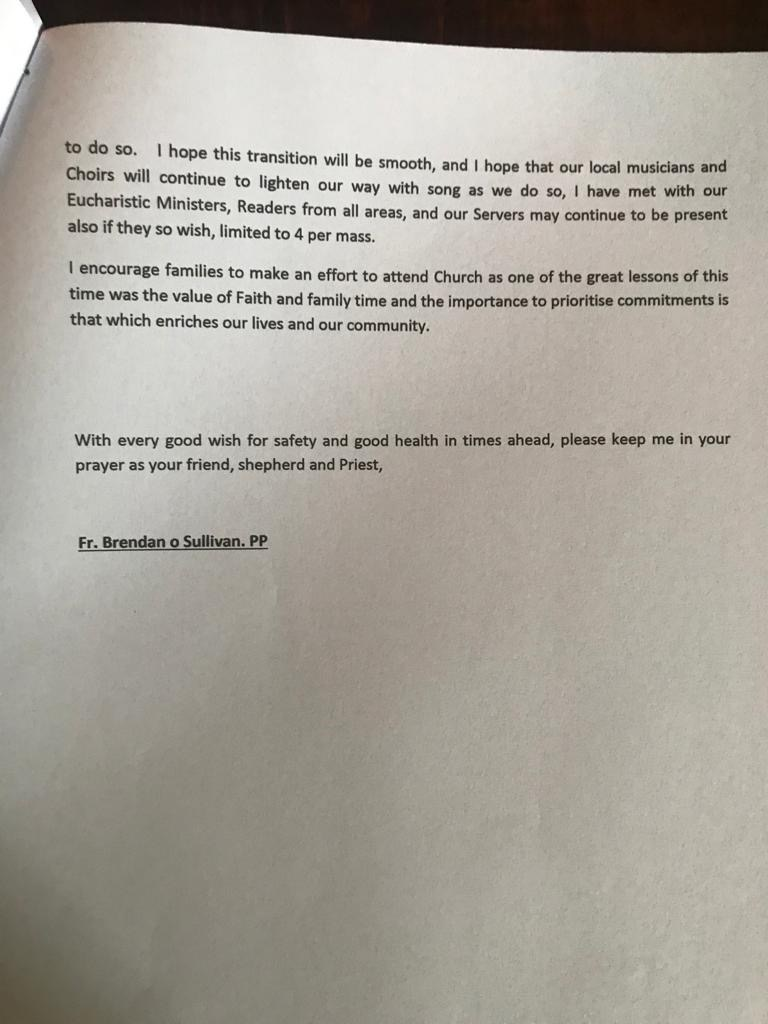 to do so. I hope this transition will be smooth, and I hope that our local musicians and
Choirs will continue to lighten our way with song as we do so, I have met with our
Eucharistic Ministers, Readers from all areas, and our Servers may continue to be present
also if they so wish, limited to 4 per mass.
I encourage families to make an effort to attend Church as one of the great lessons of this
time was the value of Faith and family time and the importance to prioritise commitments is
that which enriches our lives and our community.
With every good wish for safety and good health in times ahead, please keep me in your
prayer as your friend, shepherd and Priest,
Fr. Brendan o Sullivan. PP